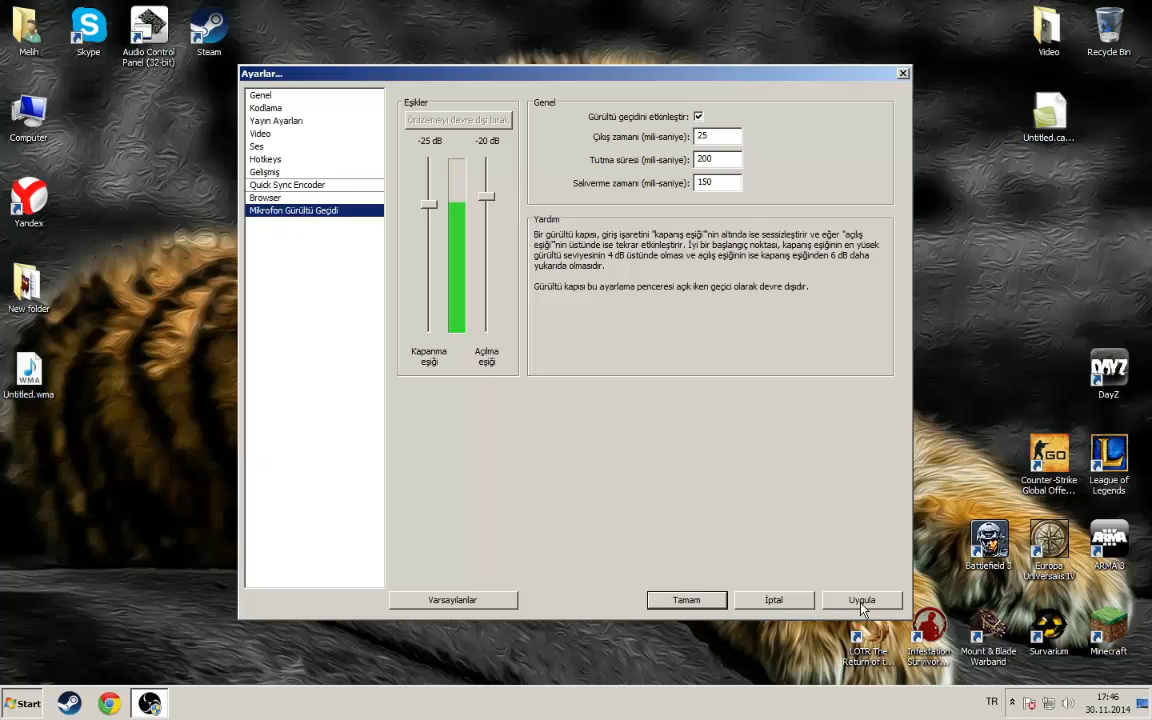 Melih
Skype
Audio Control
Panel (32-bit)
Steam
Video
Recycle Bin
Computer
Untitled.ca...
Yandex
New folder
Untitled.wma
DayZ
Counter-Strike
Global Offe...
League of
Legends
Battlefield 3
Europa
Universalis IV
ARMA 3
LOTR The
Return of t...
Infestation
Survivor...
Mount & Blade
Warband
Survarium
Minecraft
Ayarlar...
Genel
Kodlama
Yayın Ayarları
Video
Ses
Hotkeys
Gelişmiş
Quick Sync Encoder
Browser
Mikrofon Gürültü Geçidi
Eşikler
Önizlemeyi devre dışı bırak
-25 dB
-20 dB
Kapanma
eşiği
Açılma
eşiği
Genel
Gürültü geçidini etkinleştir:
Çıkış zamanı (mili-saniye): 25
Tutma süresi (mili-saniye): 200
Salıverme zamanı (mili-saniye): 150
Yardım
Bir gürültü kapısı, giriş işaretini "kapanış eşiği"nin altında ise sessizleştirir ve eğer "açılış
eşiği"nin üstünde ise tekrar etkinleştirir. İyi bir başlangıç noktası, kapanış eşiğinin en yüksek
gürültü seviyesinin 4 dB üstünde olması ve açılış eşiğinin ise kapanış eşiğinden 6 dB daha
yukarıda olmasıdır.
Gürültü kapısı bu ayarlama penceresi açık iken geçici olarak devre dışıdır.
Varsayılanlar
Tamam
İptal
Uygula
Start
TR
17:46
30.11.2014